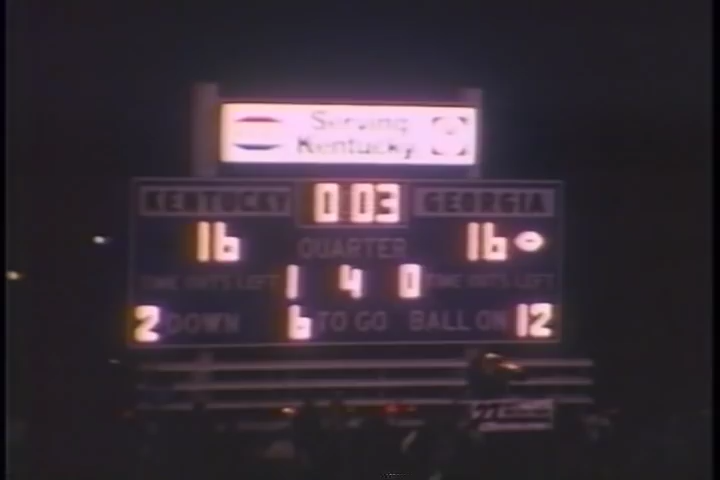 Serving
Kentucky
KENTUCKY 0:03 GEORGIA
16 QUARTER 16
TIME OUTS LEFT 1 4 0 TIME OUTS LEFT
2 DOWN 6 TO GO BALL ON 12